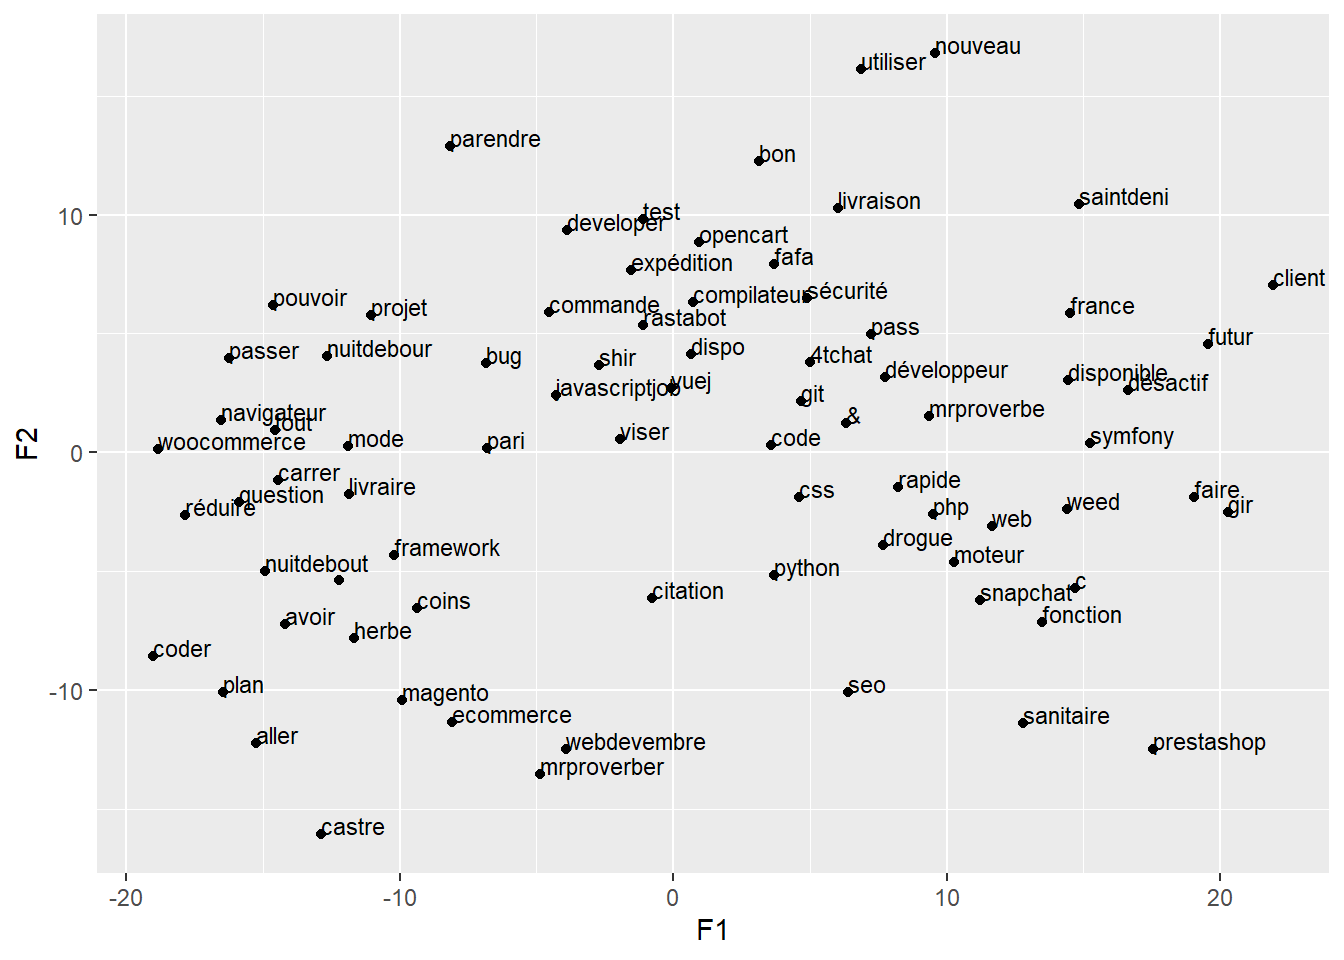 nouveau
utiliser
parendre
bon
saintdeni
livraison
test
developer
opencart
expédition
fafa
client
pouvoir
projet
commande
compilateur
sécurité
france
rastabot
pass
futur
passer
nuitdebour
bug
shir
dispo
4tchat
développeur
disponible
desactif
javascriptjob
vuej
git
navigateur
tout
&
mrproverbe
woocommerce
mode
pari
viser
code
symfony
carrer
livraire
question
réduire
css
rapide
php
web
weed
faire
gir
nuitdebout
framework
drogue
moteur
python
citation
c
snapchat
fonction
avoir
coins
herbe
coder
plan
magento
ecommerce
seo
sanitaire
aller
webdevembre
prestashop
mrproverber
castre
10
0
-10
F2
-20
-10
0
10
20
F1